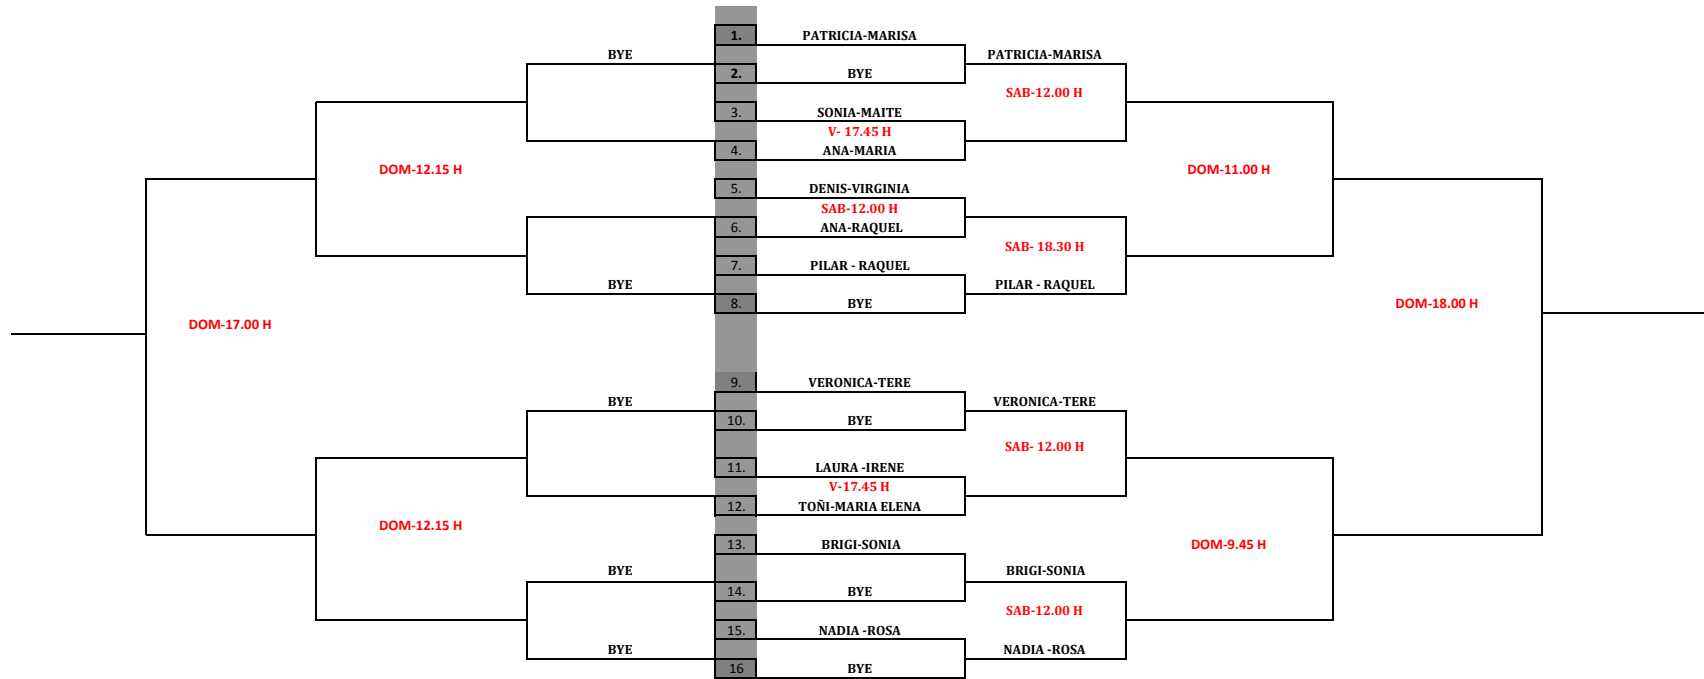 1. PATRICIA-MARISA
BYE PATRICIA-MARISA
2. BYE
SAB-12.00 H
3. SONIA-MAITE
V- 17.45 H
4. ANA-MARIA
DOM-12.15 H DOM-11.00 H
5. DENIS-VIRGINIA
SAB-12.00 H
6. ANA-RAQUEL
SAB- 18.30 H
7. PILAR - RAQUEL
BYE PILAR - RAQUEL
8. BYE DOM-18.00 H
DOM-17.00 H
9. VERONICA-TERE
BYE VERONICA-TERE
10. BYE
SAB- 12.00 H
11. LAURA -IRENE
V-17.45 H
12. TOÑI-MARIA ELENA
DOM-12.15 H
13. BRIGI-SONIA DOM-9.45 H
BYE BRIGI-SONIA
14. BYE
SAB-12.00 H
15. NADIA -ROSA
BYE NADIA -ROSA
16 BYE